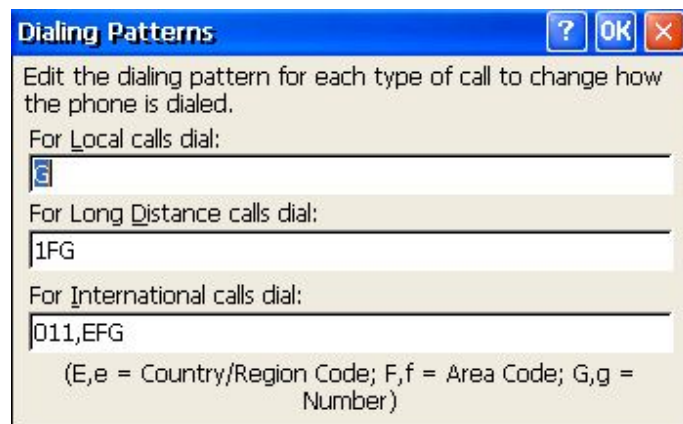 Dialing Patterns ? OK ×
Edit the dialing pattern for each type of call to change how
the phone is dialed.
For Local calls dial:
G
For Long Distance calls dial:
1FG
For International calls dial:
011,EFG
(E,e = Country/Region Code; F,f = Area Code; G,g =
Number)